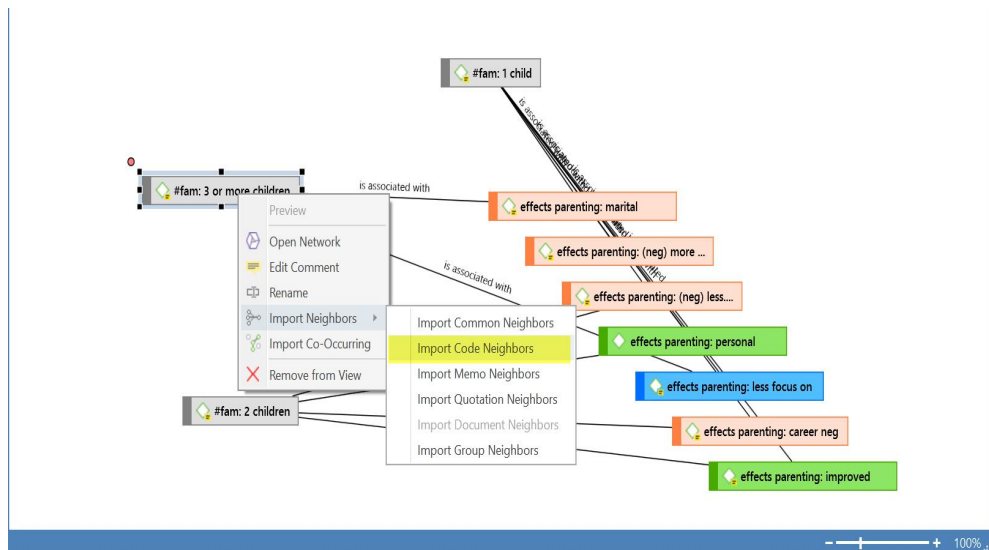 #fam: 1 child
#fam: 3 or more children
is associated with
effects parenting: marital
Preview
Open Network
effects parenting: (neg) more ...
Edit Comment
is associated with
Rename
effects parenting: (neg) less....
Import Neighbors
Import Common Neighbors
effects parenting: personal
Import Co-Occurring
Import Code Neighbors
Remove from View
Import Memo Neighbors
effects parenting: less focus on
Import Quotation Neighbors
#fam: 2 children
Import Document Neighbors
effects parenting: career neg
Import Group Neighbors
effects parenting: improved
100%